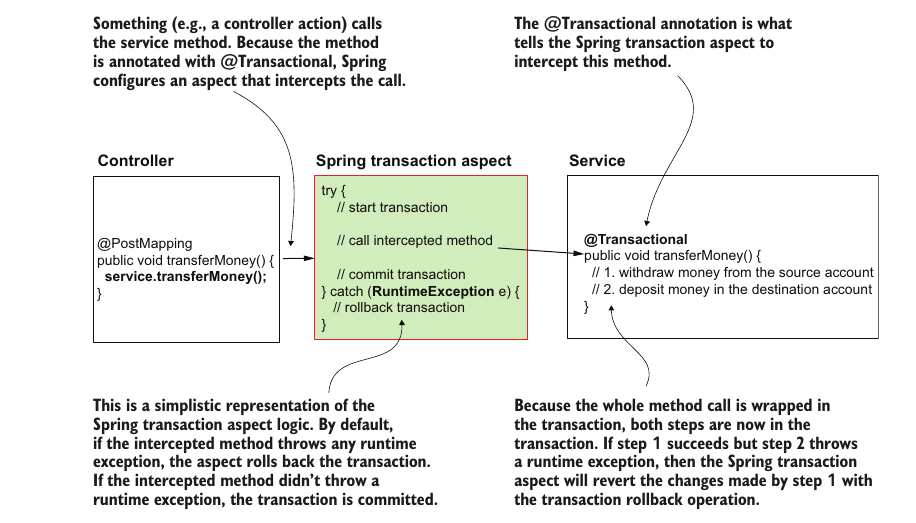 Something (e.g., a controller action) calls
the service method. Because the method
is annotated with @Transactional, Spring
configures an aspect that intercepts the call.
The @Transactional annotation is what
tells the Spring transaction aspect to
intercept this method.
Controller
@PostMapping
public void transferMoney() {
service.transferMoney();
}
Spring transaction aspect
try {
// start transaction
// call intercepted method
// commit transaction
} catch (RuntimeException e) {
// rollback transaction
}
Service
@Transactional
public void transferMoney() {
// 1. withdraw money from the source account
// 2. deposit money in the destination account
}
This is a simplistic representation of the
Spring transaction aspect logic. By default,
if the intercepted method throws any runtime
exception, the aspect rolls back the transaction.
If the intercepted method didn't throw a
runtime exception, the transaction is committed.
Because the whole method call is wrapped in
the transaction, both steps are now in the
transaction. If step 1 succeeds but step 2 throws
a runtime exception, then the Spring transaction
aspect will revert the changes made by step 1 with
the transaction rollback operation.